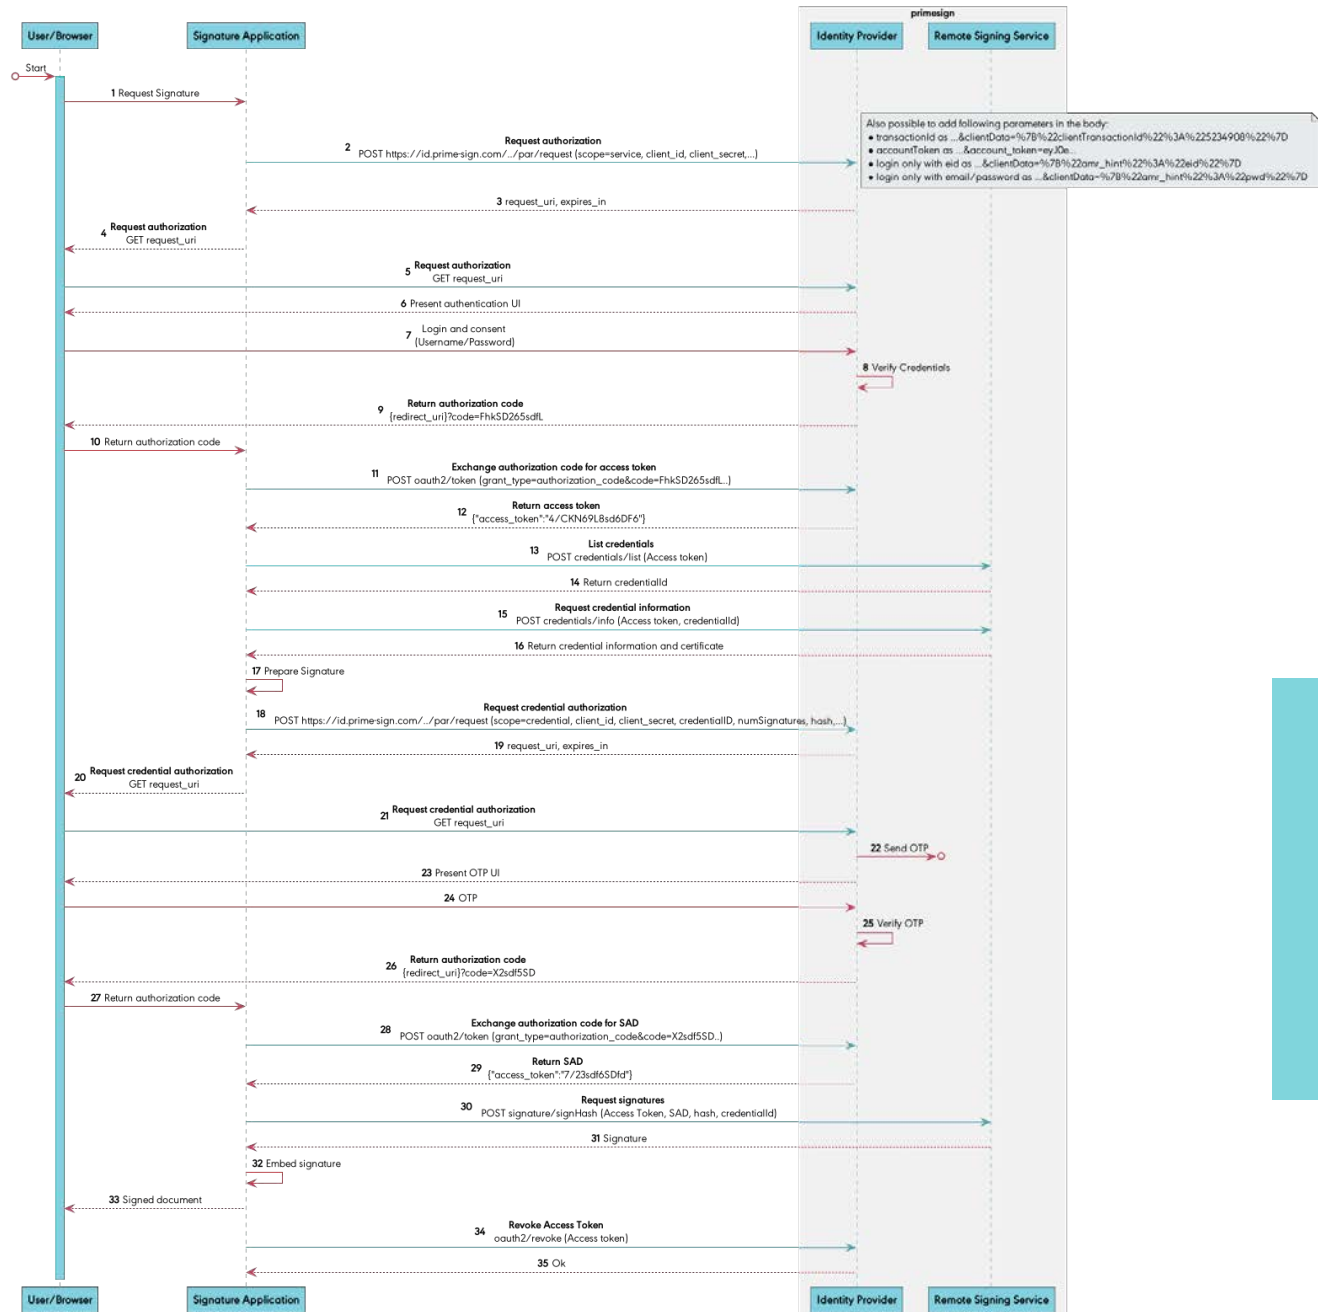 primesign
User/Browser
Signature Application
Identity Provider
Remote Signing Service
Start
1 Request Signature
Also possible to add following parameters in the body:
• transactionId as ...&clientData=%7B%22clientTransactionId%22%3A%225234908%22%7D
• accountToken as ...&account_token=eyJ0e...
• login only with eid as ...&clientData=%7B%22amr_hint%22%3A%22eid%22%7D
• login only with email/password as ...&clientData=%7B%22amr_hint%22%3A%22pwd%22%7D
Request authorization
2 POST https://id.prime-sign.com/../par/request (scope=service, client_id, client_secret,...)
3 request_uri, expires_in
Request authorization
4 GET request_uri
Request authorization
5 GET request_uri
6 Present authentication UI
Login and consent
7 (Username/Password)
8 Verify Credentials
Return authorization code
9 {redirect_uri}?code=FhkSD265sdfL
10 Return authorization code
Exchange authorization code for access token
11 POST oauth2/token (grant_type=authorization_code&code=FhkSD265sdfL..)
Return access token
12 {"access_token":"4/CKN69L8sd6DF6"}
List credentials
13 POST credentials/list (Access token)
14 Return credentialId
Request credential information
15 POST credentials/info (Access token, credentialId)
16 Return credential information and certificate
17 Prepare Signature
Request credential authorization
18 POST https://id.prime-sign.com/../par/request (scope=credential, client_id, client_secret, credentialID, numSignatures, hash,...)
19 request_uri, expires_in
Request credential authorization
20 GET request_uri
Request credential authorization
21 GET request_uri
22 Send OTP
23 Present OTP UI
24 OTP
25 Verify OTP
Return authorization code
26 {redirect_uri}?code=X2sdf5SD
27 Return authorization code
Exchange authorization code for SAD
28 POST oauth2/token (grant_type=authorization_code&code=X2sdf5SD..)
Return SAD
29 {"access_token":"7/23sdf6SDfd"}
Request signatures
30 POST signature/signHash (Access Token, SAD, hash, credentialId)
31 Signature
32 Embed signature
33 Signed document
Revoke Access Token
34 oauth2/revoke (Access token)
35 Ok
User/Browser
Signature Application
Identity Provider
Remote Signing Service